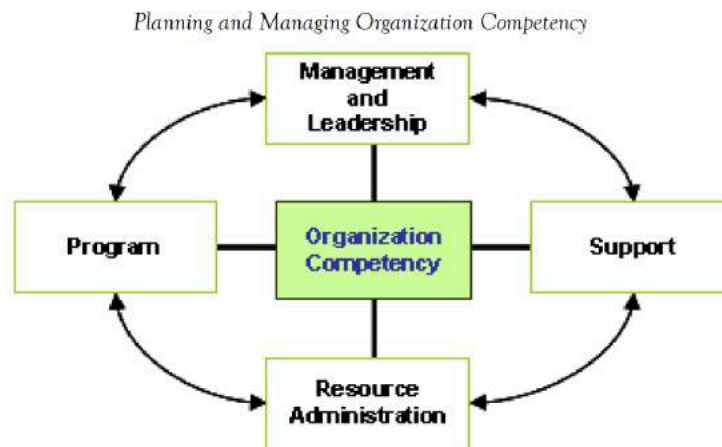 Planning and Managing Organization Competency
Management
and
Leadership
Program
Organization
Competency
Support
Resource
Administration